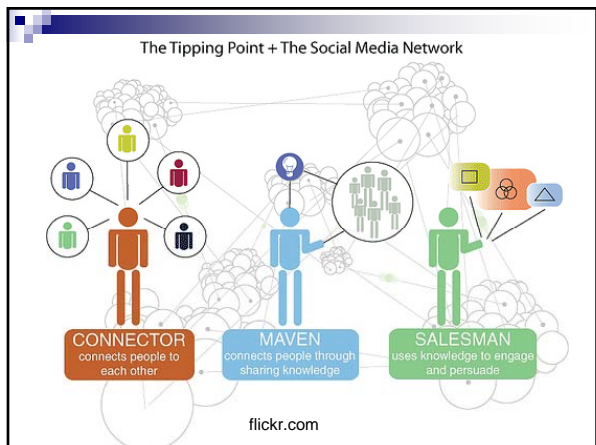 The Tipping Point + The Social Media Network
CONNECTOR
connects people to
each other
MAVEN
connects people through
sharing knowledge
SALESMAN
uses knowledge to engage
and persuade
flickr.com